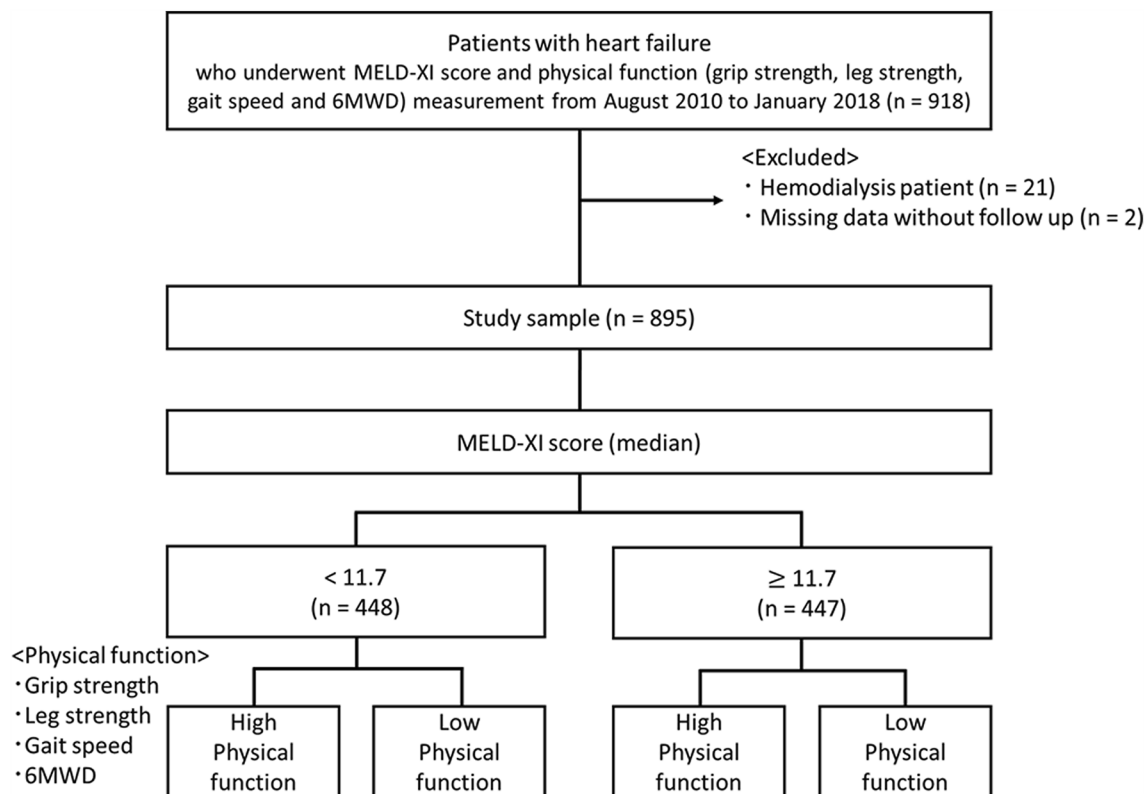 Patients with heart failure
who underwent MELD-XI score and physical function (grip strength, leg strength,
gait speed and 6MWD) measurement from August 2010 to January 2018 (n = 918)
<Excluded>
・Hemodialysis patient (n = 21)
・Missing data without follow up (n = 2)
Study sample (n = 895)
MELD-XI score (median)
< 11.7
(n = 448)
≥ 11.7
(n = 447)
<Physical function>
・Grip strength
・Leg strength
・Gait speed
・6MWD
High
Physical
function
Low
Physical
function
High
Physical
function
Low
Physical
function